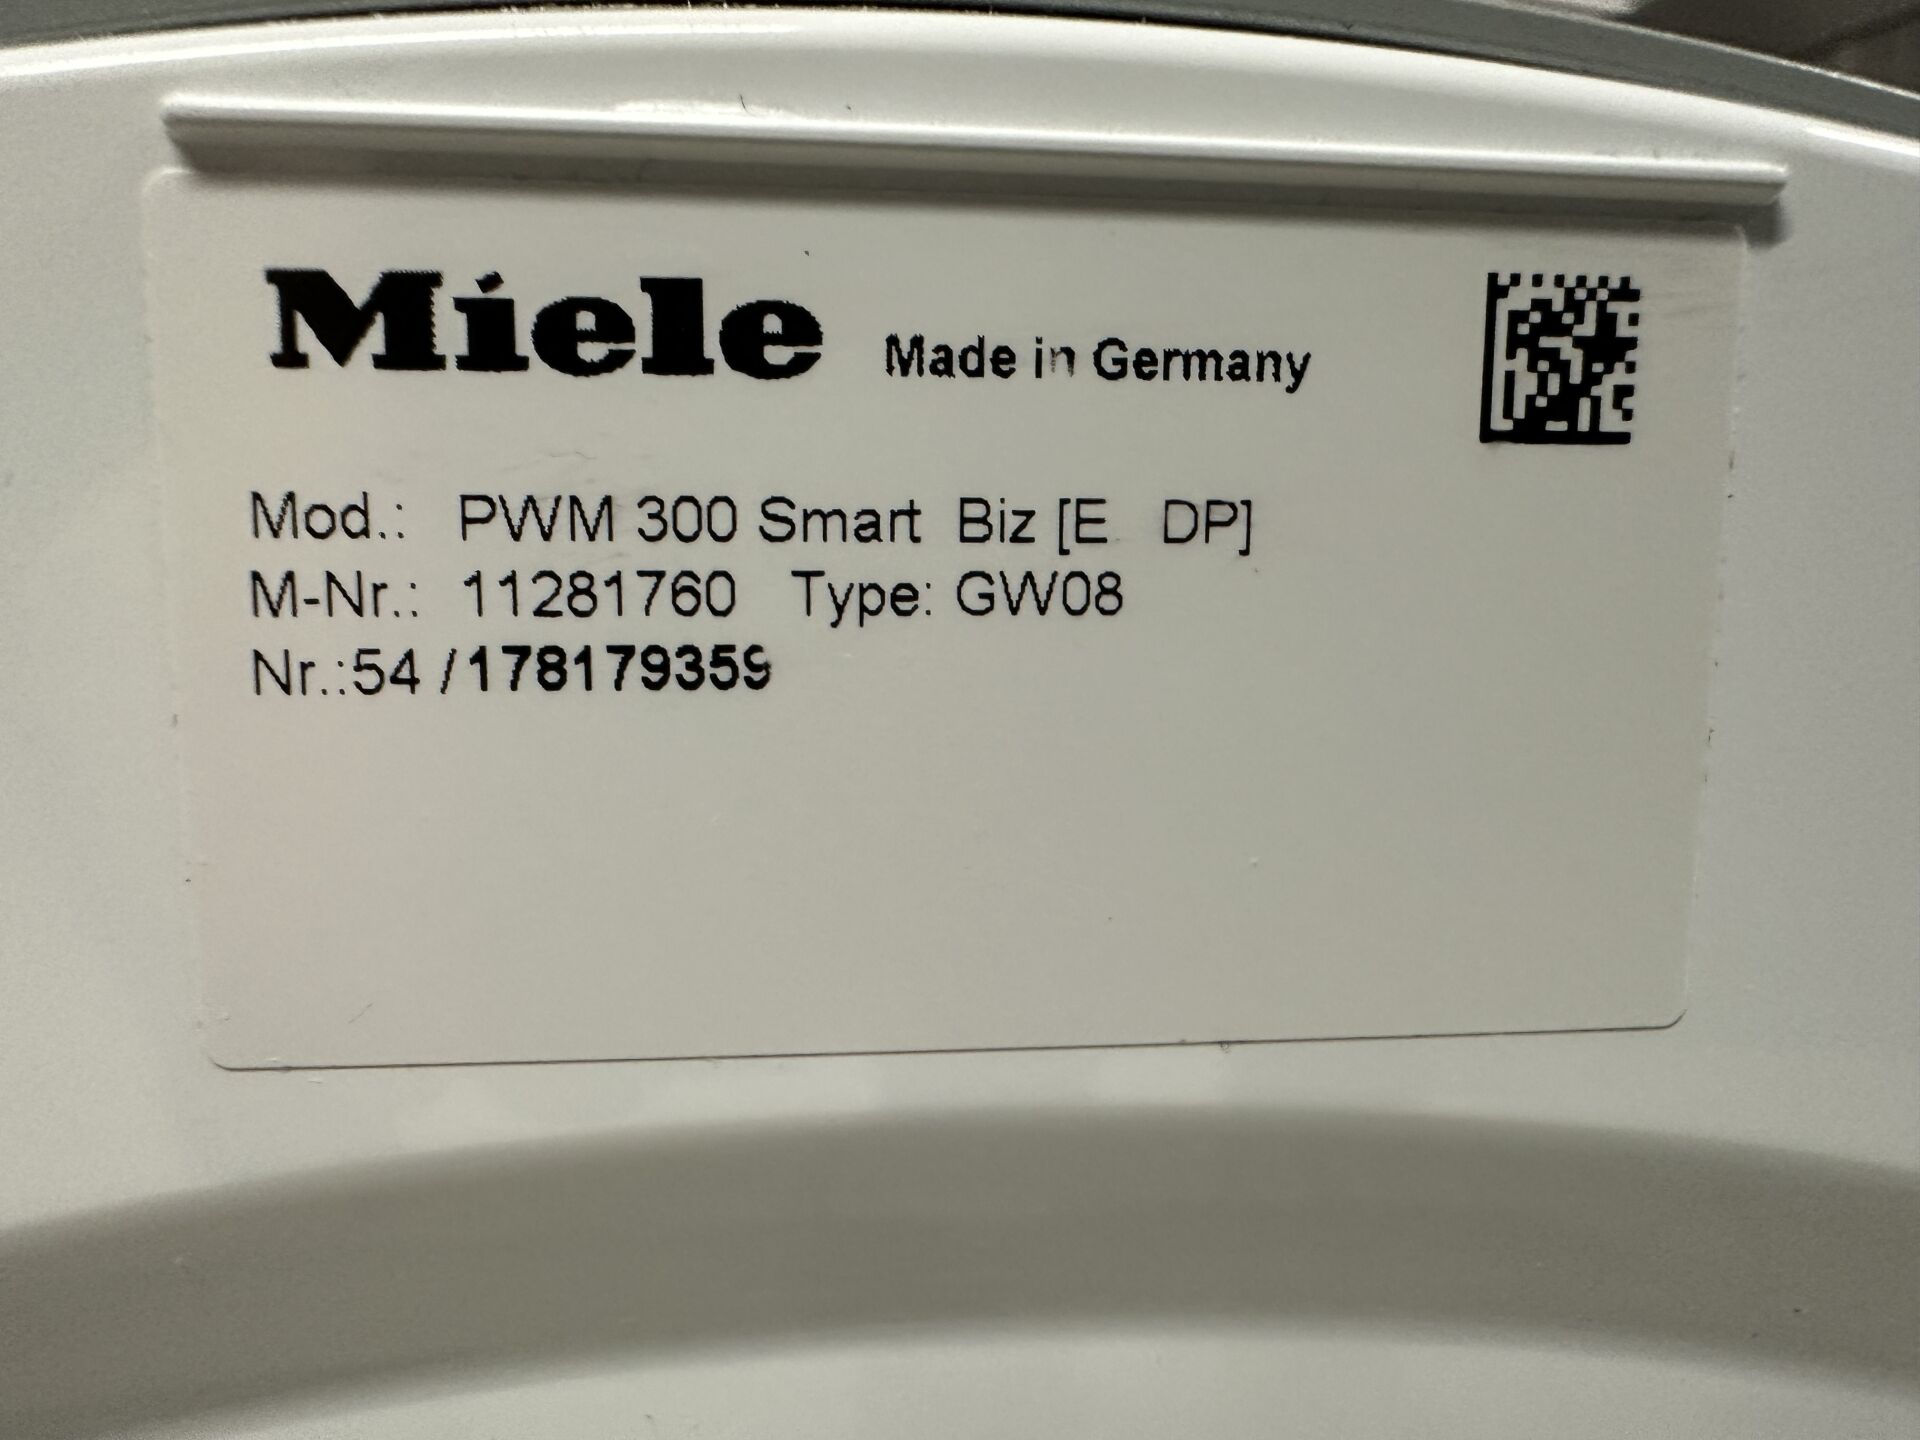 Miele Made in Germany
Mod.: PWM 300 Smart Biz [E DP]
M-Nr.: 11281760 Type: GW08
Nr.:54 /178179359